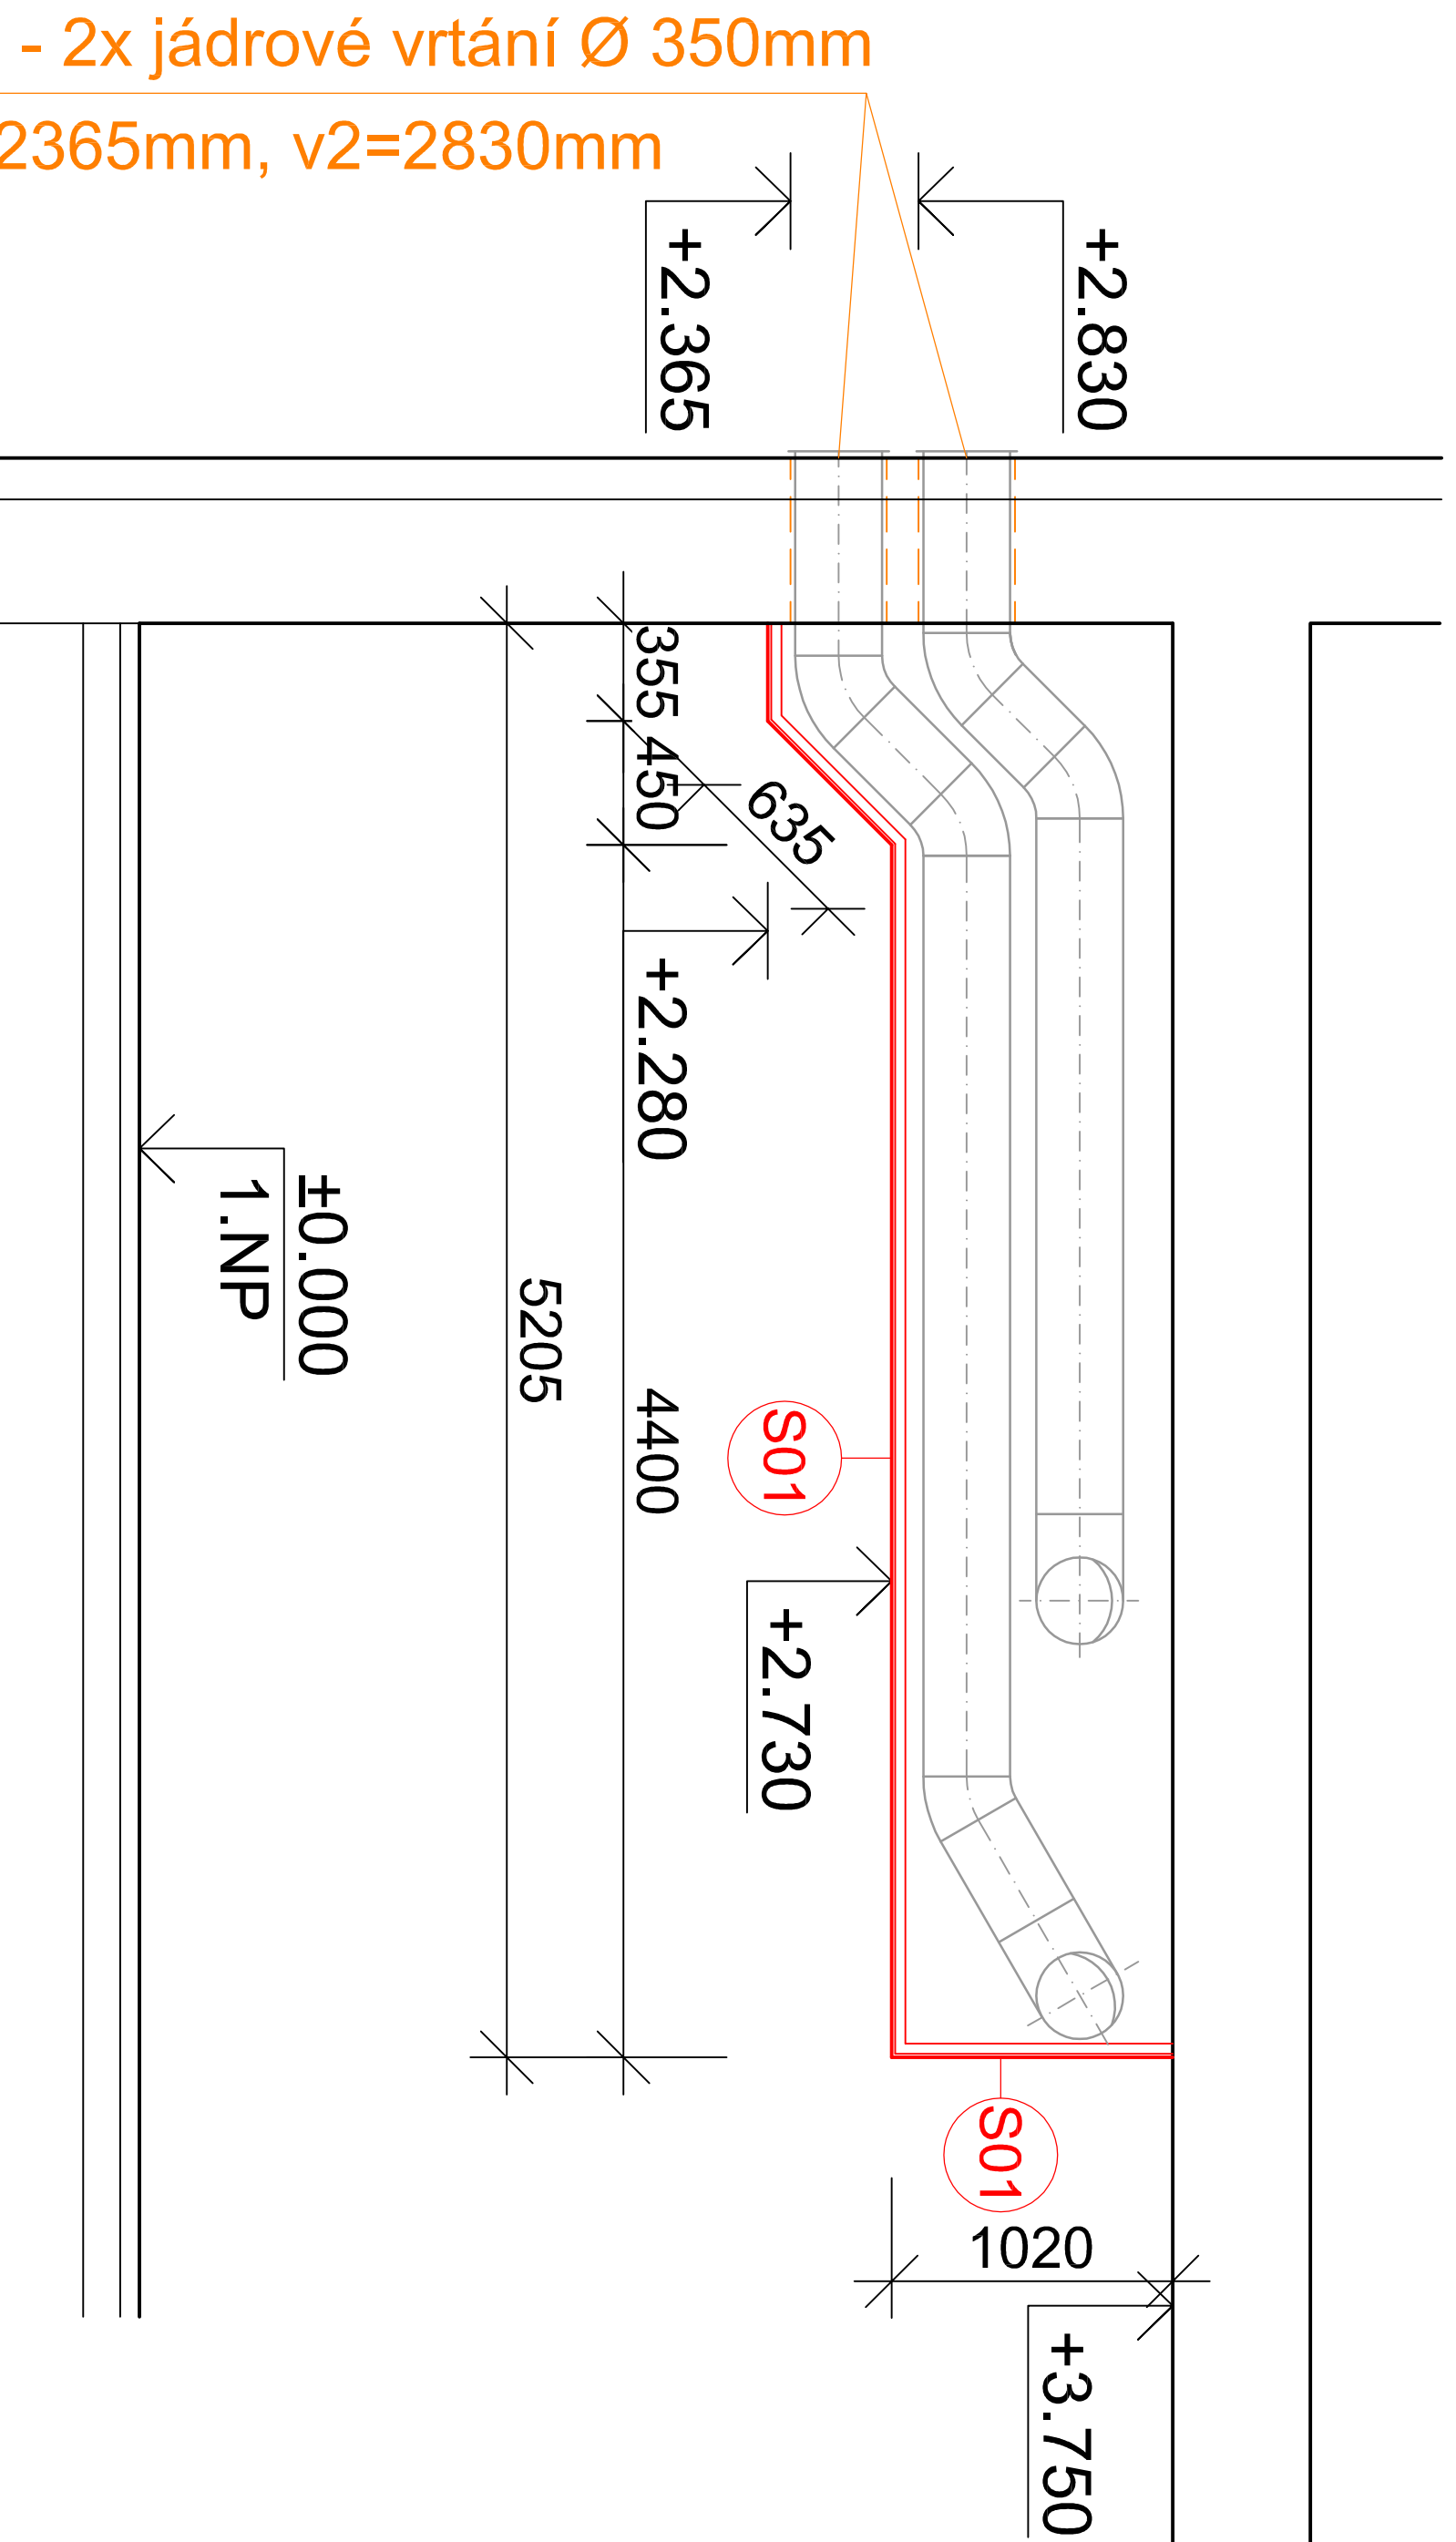 - 2x jádrové vrtání Ø 350mm
2365mm, v2=2830mm
+2.365
+2.830
355
450
635
+2.280
±0.000
1.NP
5205
4400
S01
+2.730
S01
1020
+3.750